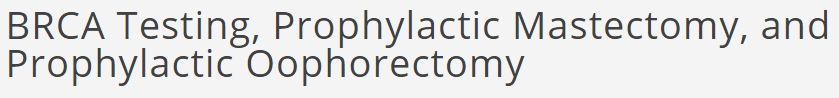 BRCA Testing, Prophylactic Mastectomy, and
Prophylactic Oophorectomy